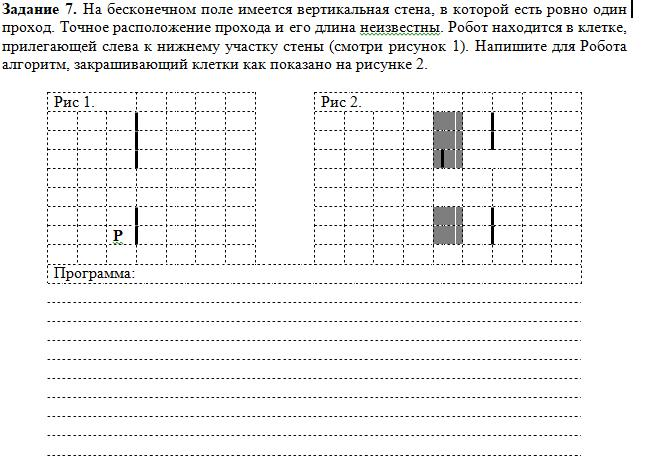 Задание 7. На бесконечном поле имеется вертикальная стена, в которой есть ровно один
проход. Точное расположение прохода и его длина неизвестны. Робот находится в клетке,
прилегающей слева к нижнему участку стены (смотри рисунок 1). Напишите для Робота
алгоритм, закрашивающий клетки как показано на рисунке 2.
Рис 1. Рис 2.
Р
Программа: